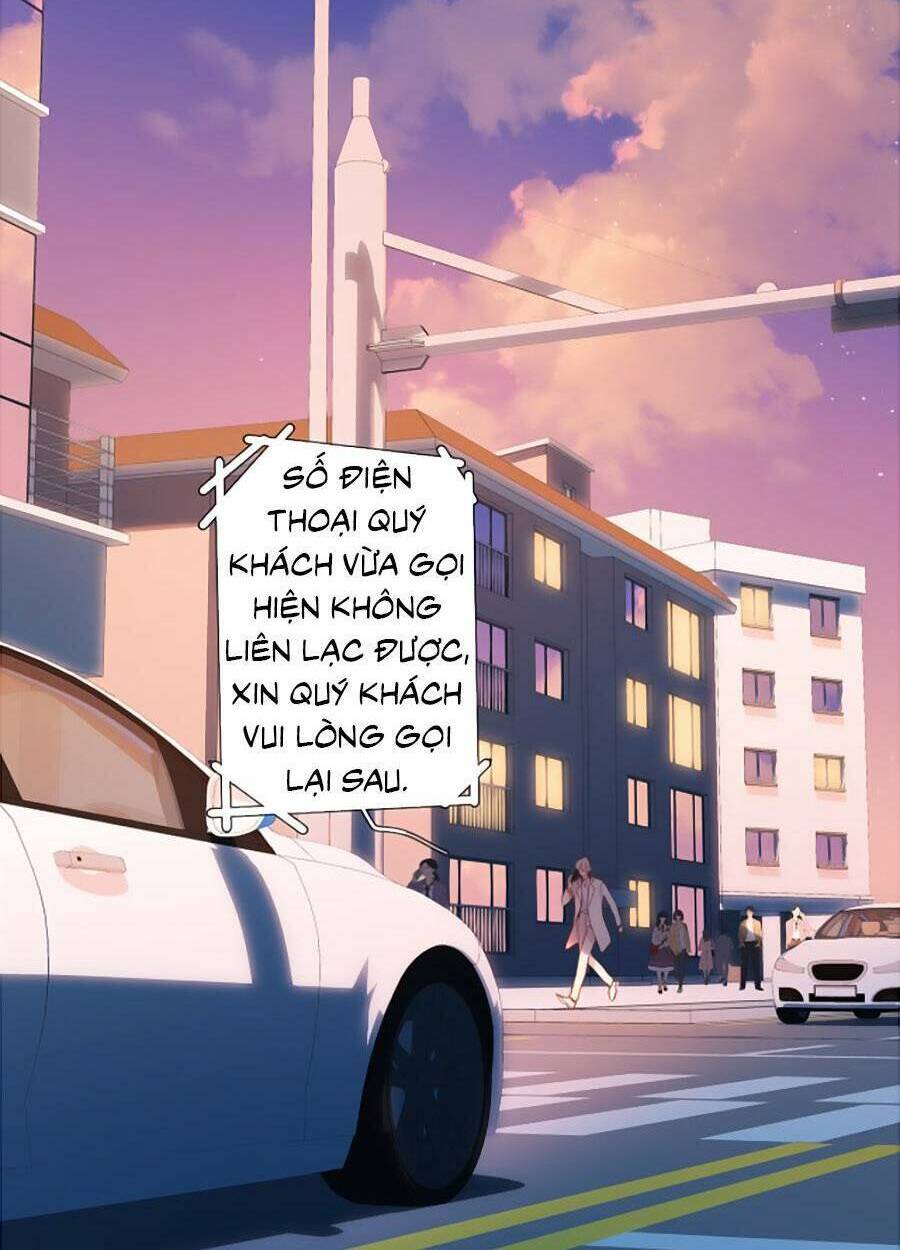 SỐ ĐIỆN
THOẠI QUÝ
KHÁCH VỪA GỌI
HIỆN KHÔNG
LIÊN LẠC ĐƯỢC,
XIN QUÝ KHÁCH
VUI LÒNG GỌI
LẠI SAU.